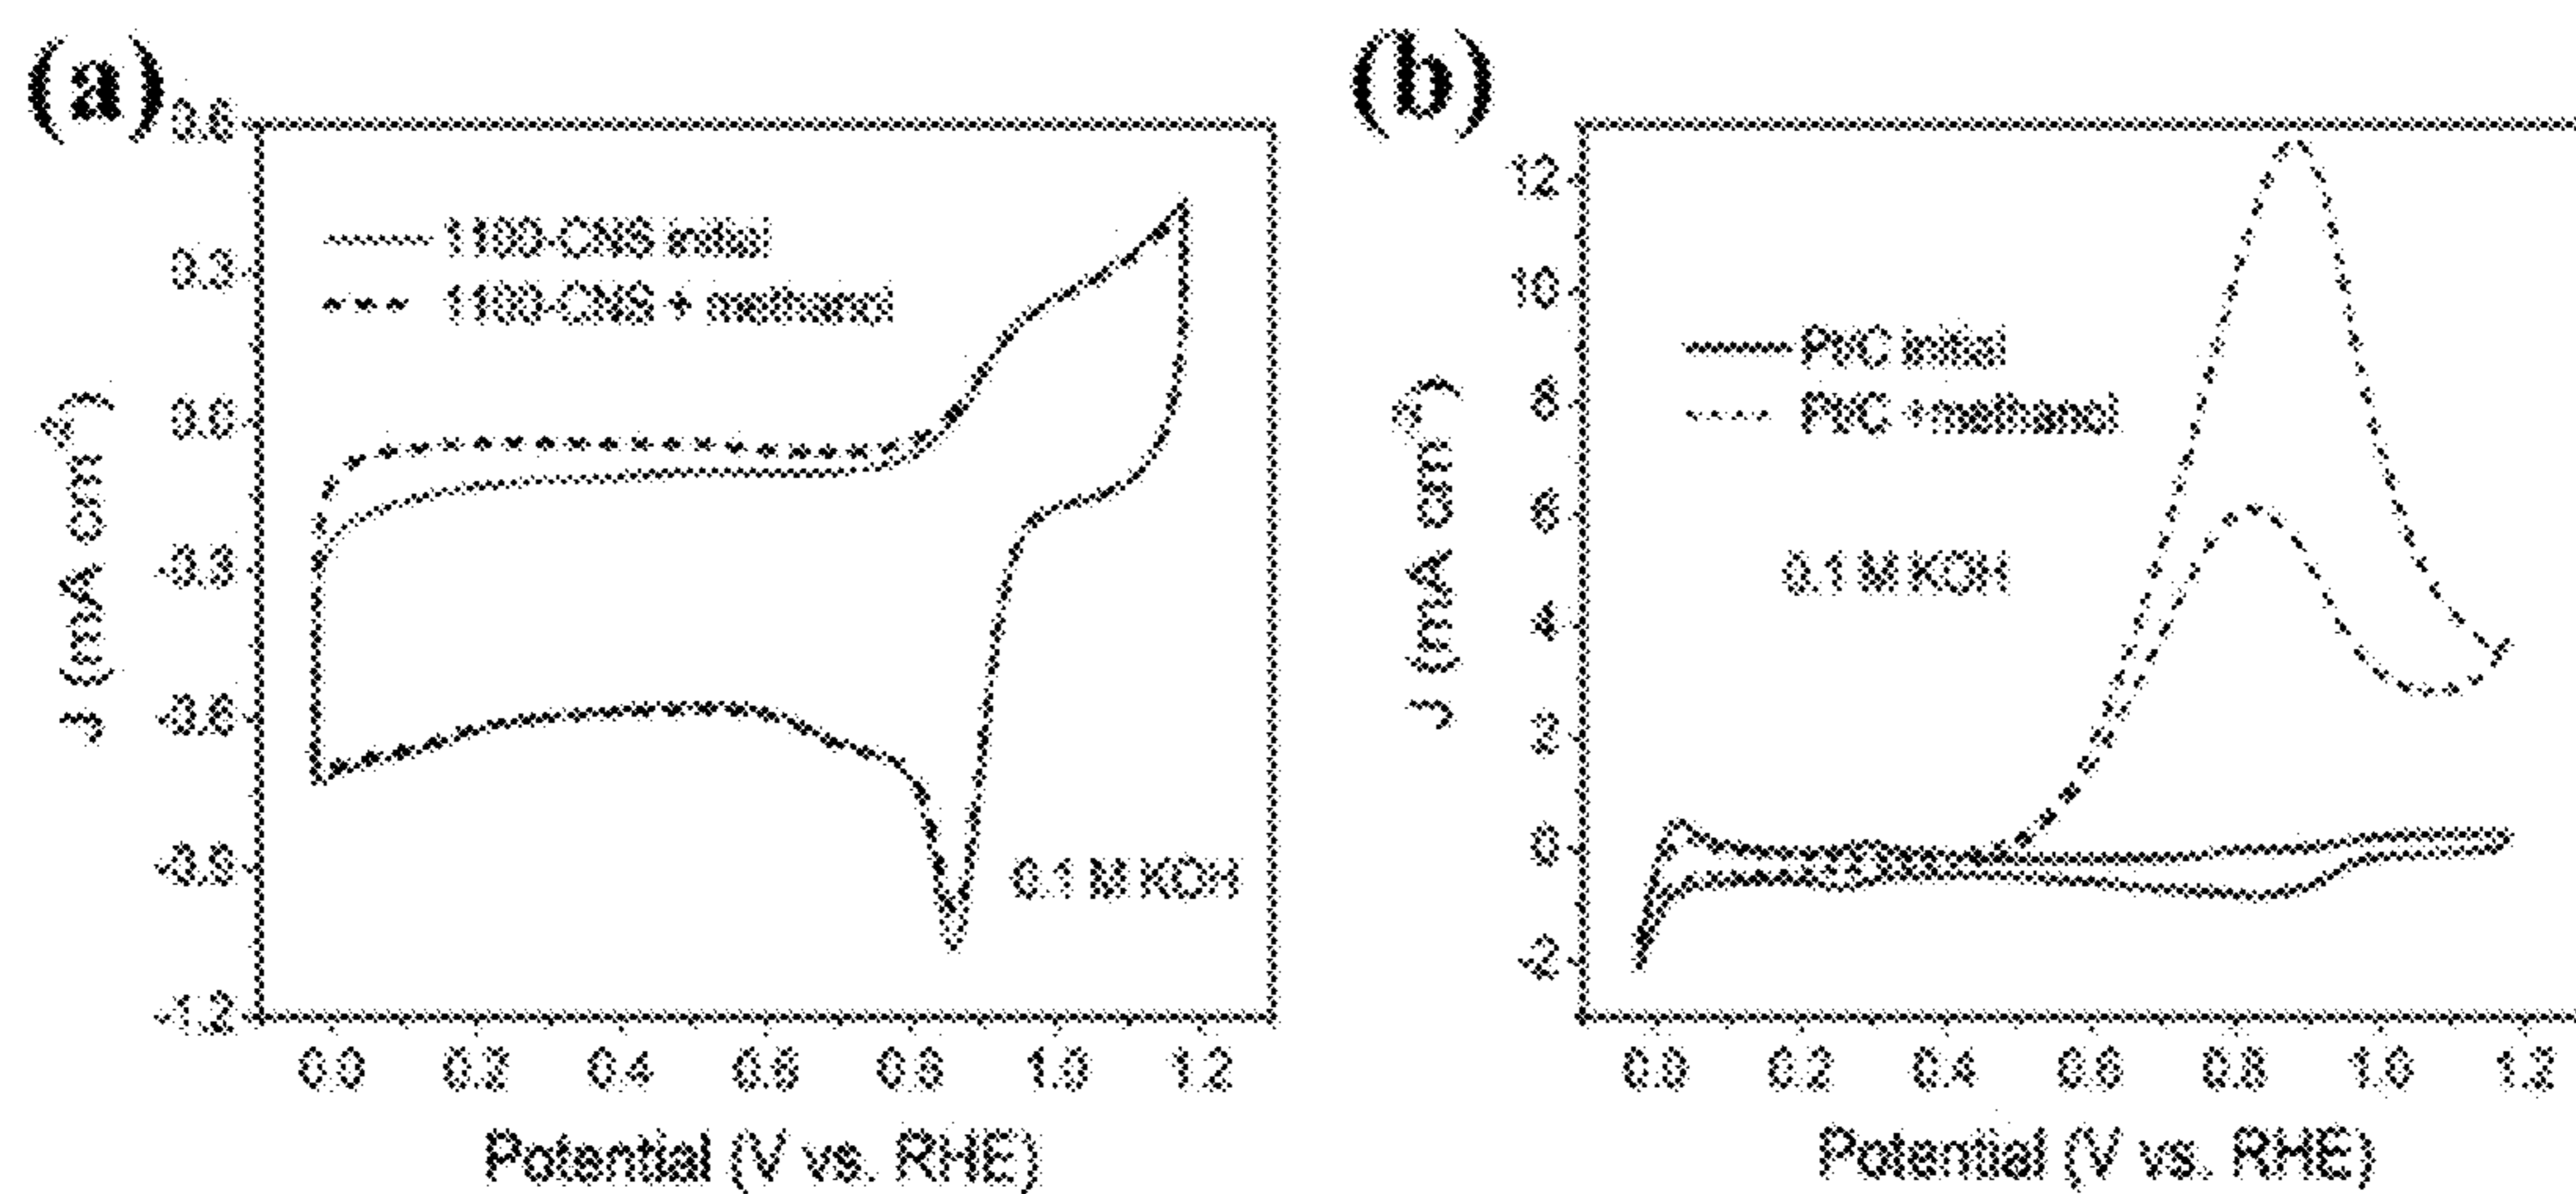 (a)
0.6
0.3
0.0
-0.3
-0.6
-0.9
-1.2
J (mA cm⁻²)
1100-CNS initial
1100-CNS + methanol
0.1 M KOH
0.0 0.2 0.4 0.6 0.8 1.0 1.2
Potential (V vs. RHE)
(b)
12
10
8
6
4
2
0
-2
J (mA cm⁻²)
Pt/C initial
Pt/C +methanol
0.1 M KOH
0.0 0.2 0.4 0.6 0.8 1.0 1.2
Potential (V vs. RHE)